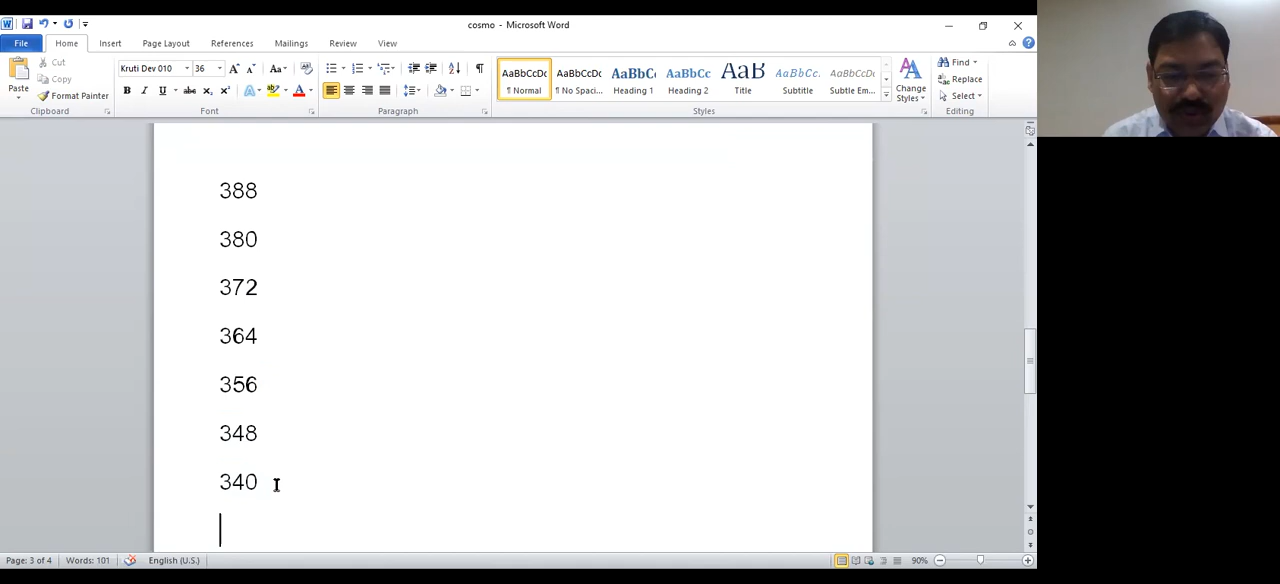 cosmo - Microsoft Word
File Home Insert Page Layout References Mailings Review View
Paste
Cut
Copy
Format Painter
Clipboard
Kruti Dev 010 36
Font
Paragraph
AaBbCcDc AaBbCcDc AaBbC AaBbCc AaB AaBbCc. AaBbCcDc
¶ Normal ¶ No Spaci... Heading 1 Heading 2 Title Subtitle Subtle Em...
Change Styles
Styles
Find
Replace
Select
Editing
388
380
372
364
356
348
340
Page: 3 of 4 Words: 101 English (U.S.) 90%